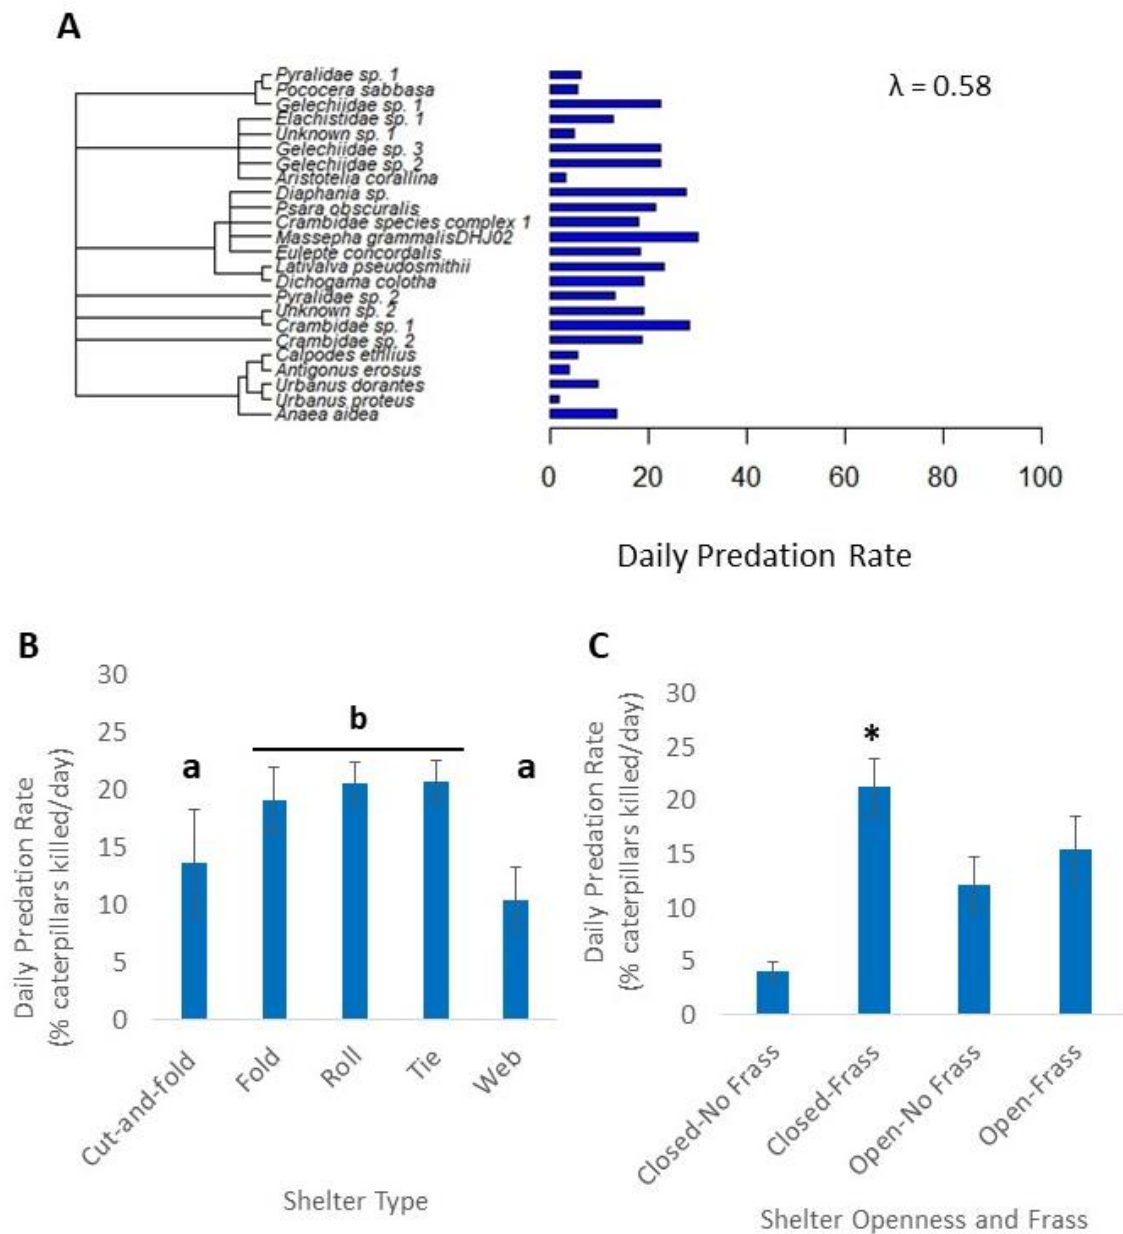 A
Pyralidae sp. 1
Pococera sabbasa
Gelechiidae sp. 1
Elachistidae sp. 1
Unknown sp. 1
Gelechiidae sp. 3
Gelechiidae sp. 2
Aristotelia corallina
Diaphania sp.
Psara obscuralis
Crambidae species complex 1
Massepha grammalisDHJ02
Eulepte concordalis
Lativalva pseudosmithii
Dichogama colotha
Pyralidae sp. 2
Unknown sp. 2
Crambidae sp. 1
Crambidae sp. 2
Calpodes ethlius
Antigonus erosus
Urbanus dorantes
Urbanus proteus
Anaea aidea
λ = 0.58
0 20 40 60 80 100
Daily Predation Rate
B
Daily Predation Rate
(% caterpillars killed/day)
30
25
20
15
10
5
0
a
b
a
Cut-and-fold
Fold
Roll
Tie
Web
Shelter Type
C
Daily Predation Rate
(% caterpillars killed/day)
30
25
20
15
10
5
0
*
Closed-No Frass
Closed-Frass
Open-No Frass
Open-Frass
Shelter Openness and Frass